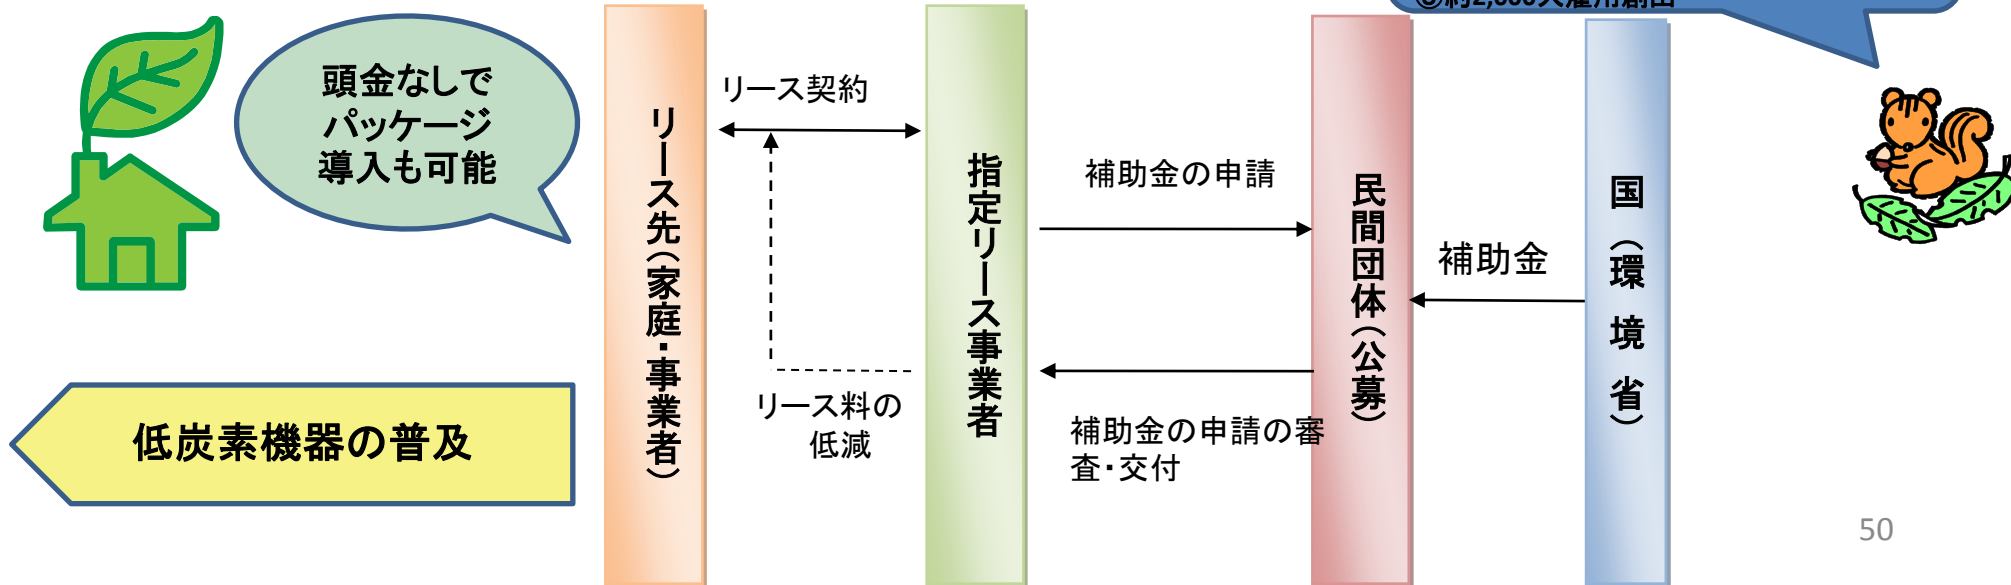 頭金なしで
パッケージ
導入も可能
低炭素機器の普及
リース先(家庭・事業者)
リース契約
リース料の
低減
指定リース事業者
補助金の申請
補助金の申請の審
査・交付
民間団体(公募)
補助金
国(環境省)
50